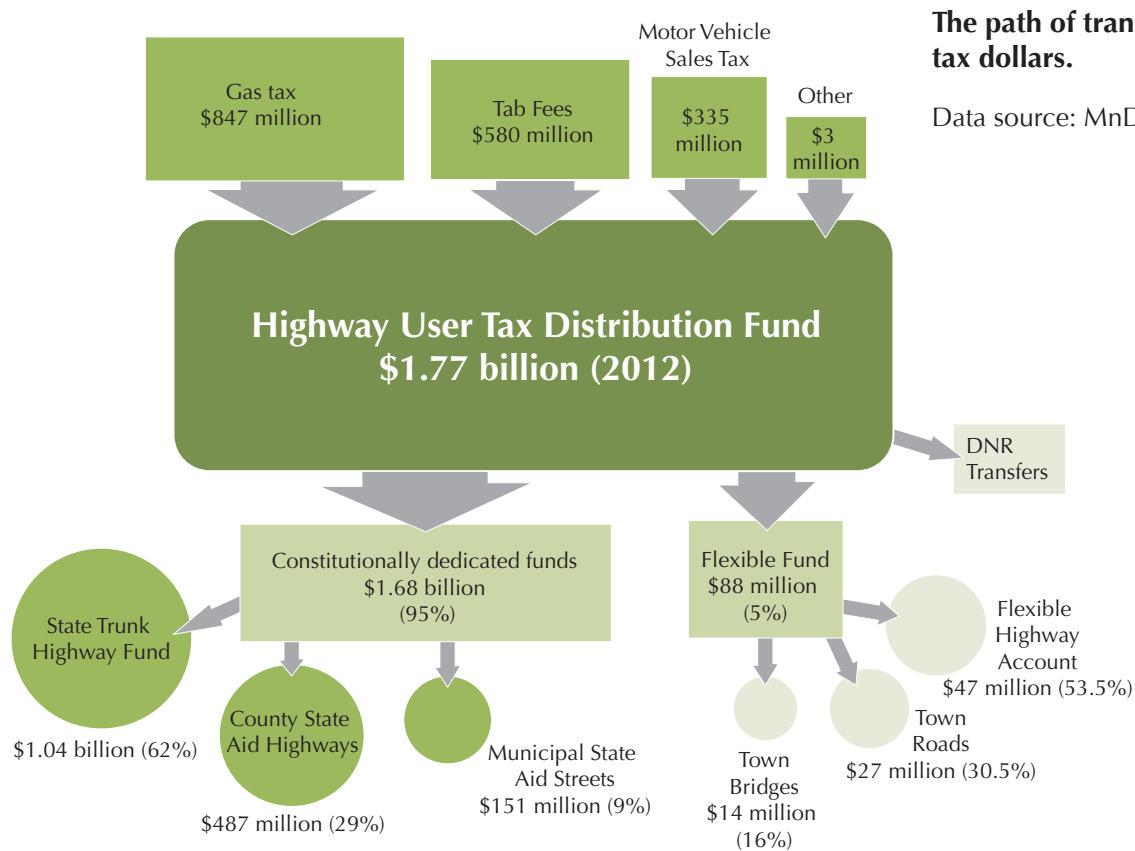 The path of tran
tax dollars.
Data source: MnD
Motor Vehicle
Sales Tax
Gas tax
$847 million
Tab Fees
$580 million
$335
million
Other
$3
million
Highway User Tax Distribution Fund
$1.77 billion (2012)
DNR
Transfers
Constitutionally dedicated funds
$1.68 billion
(95%)
Flexible Fund
$88 million
(5%)
State Trunk
Highway Fund
$1.04 billion (62%)
County State
Aid Highways
$487 million (29%)
Municipal State
Aid Streets
$151 million (9%)
Town
Bridges
$14 million
(16%)
Town
Roads
$27 million (30.5%)
Flexible
Highway
Account
$47 million (53.5%)